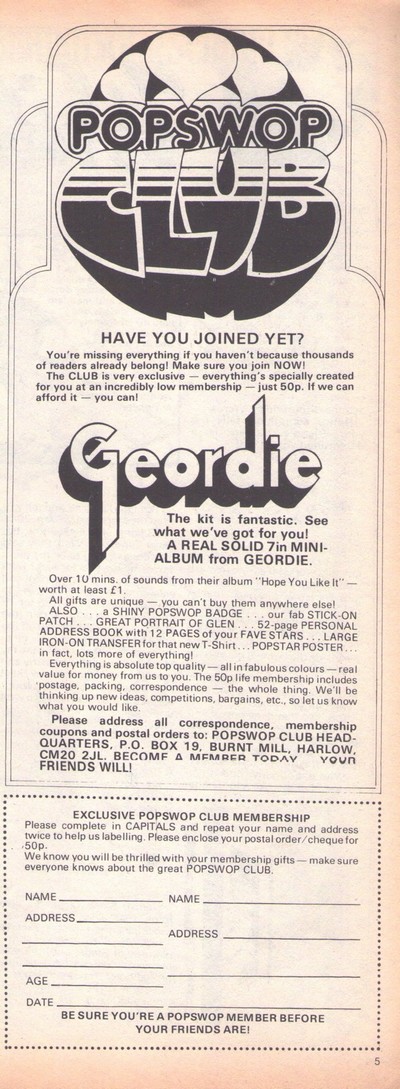 POPSWOP
CLUB
HAVE YOU JOINED YET?
You're missing everything if you haven't because thousands
of readers already belong! Make sure you join NOW!
The CLUB is very exclusive — everything's specially created
for you at an incredibly low membership — just 50p. If we can
afford it — you can!
Geordie
The kit is fantastic. See
what we've got for you!
A REAL SOLID 7in MINI-
ALBUM from GEORDIE.
Over 10 mins. of sounds from their album "Hope You Like It" —
worth at least £1.
All gifts are unique — you can't buy them anywhere else!
ALSO . . . a SHINY POPSWOP BADGE . . . our fab STICK-ON
PATCH . . . GREAT PORTRAIT OF GLEN . . . 52-page PERSONAL
ADDRESS BOOK with 12 PAGES of your FAVE STARS . . . LARGE
IRON-ON TRANSFER for that new T-Shirt . . . POPSTAR POSTER . . .
in fact, lots more of everything!
Everything is absolute top quality — all in fabulous colours — real
value for money from us to you. The 50p life membership includes
postage, packing, correspondence — the whole thing. We'll be
thinking up new ideas, competitions, bargains, etc., so let us know
what you would like.
Please address all correspondence, membership
coupons and postal orders to: POPSWOP CLUB HEAD-
QUARTERS, P.O. BOX 19, BURNT MILL, HARLOW,
CM20 2JL. BECOME A MEMBER TODAY YOUR
FRIENDS WILL!
EXCLUSIVE POPSWOP CLUB MEMBERSHIP
Please complete in CAPITALS and repeat your name and address
twice to help us labelling. Please enclose your postal order/cheque for
50p.
We know you will be thrilled with your membership gifts — make sure
everyone knows about the great POPSWOP CLUB.
NAME NAME
ADDRESS
ADDRESS
AGE
DATE
BE SURE YOU'RE A POPSWOP MEMBER BEFORE
YOUR FRIENDS ARE!
5